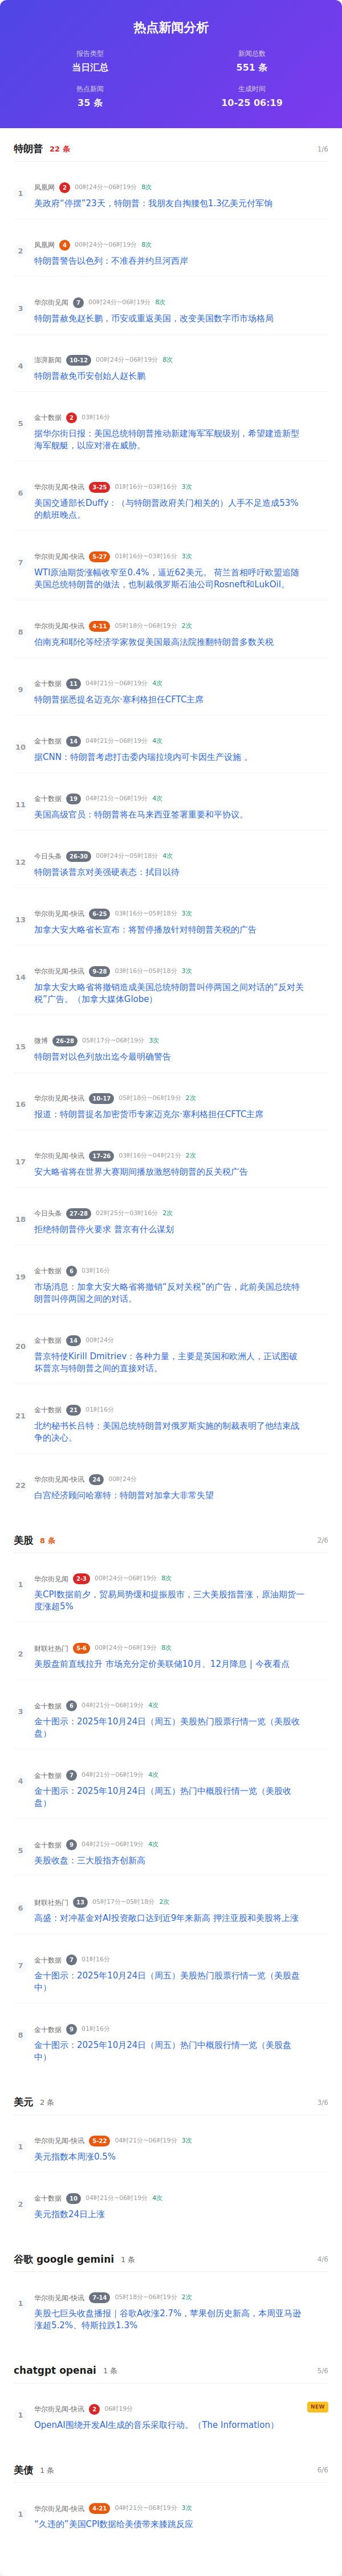 热点新闻分析
报告类型
新闻总数
当日汇总
551 条
热点新闻
生成时间
35 条
10-25 06:19
特朗普 22 条 1/6
1 凤凰网 2 00时24分~06时19分 8次
美政府“停摆”23天，特朗普：我朋友自掏腰包1.3亿美元付军饷
2 凤凰网 4 00时24分~06时19分 8次
特朗普警告以色列：不准吞并约旦河西岸
3 华尔街见闻 7 00时24分~06时19分 8次
特朗普赦免赵长鹏，币安或重返美国，改变美国数字货币市场格局
4 澎湃新闻 10-12 00时24分~06时19分 8次
特朗普赦免币安创始人赵长鹏
5 金十数据 2 03时16分
据华尔街日报：美国总统特朗普推动新建海军军舰级别，希望建造新型
海军舰艇，以应对潜在威胁。
6 华尔街见闻-快讯 3-25 01时16分~03时16分 3次
美国交通部长Duffy：（与特朗普政府关门相关的）人手不足造成53%
的航班晚点。
7 华尔街见闻-快讯 5-27 01时16分~03时16分 3次
WTI原油期货涨幅收窄至0.4%，逼近62美元。 荷兰首相呼吁欧盟追随
美国总统特朗普的做法，也制裁俄罗斯石油公司Rosneft和LukOil。
8 华尔街见闻-快讯 4-11 05时18分~06时19分 2次
伯南克和耶伦等经济学家敦促美国最高法院推翻特朗普多数关税
9 金十数据 11 04时21分~06时19分 4次
特朗普据悉提名迈克尔·塞利格担任CFTC主席
10 金十数据 14 04时21分~06时19分 4次
据CNN：特朗普考虑打击委内瑞拉境内可卡因生产设施 。
11 金十数据 19 04时21分~06时19分 4次
美国高级官员：特朗普将在马来西亚签署重要和平协议。
12 今日头条 26-30 00时24分~05时18分 4次
特朗普谈普京对美强硬表态：拭目以待
13 华尔街见闻-快讯 6-25 03时16分~05时18分 3次
加拿大安大略省长宣布：将暂停播放针对特朗普关税的广告
14 华尔街见闻-快讯 9-28 03时16分~05时18分 3次
加拿大安大略省将撤销造成美国总统特朗普叫停两国之间对话的“反对关
税”广告。（加拿大媒体Globe）
15 微博 26-28 05时17分~06时19分 3次
特朗普对以色列放出迄今最明确警告
16 华尔街见闻-快讯 10-17 05时18分~06时19分 2次
报道：特朗普提名加密货币专家迈克尔·塞利格担任CFTC主席
17 华尔街见闻-快讯 17-26 03时16分~04时21分 2次
安大略省将在世界大赛期间播放激怒特朗普的反关税广告
18 今日头条 27-28 02时25分~03时16分 2次
拒绝特朗普停火要求 普京有什么谋划
19 金十数据 6 03时16分
市场消息：加拿大安大略省将撤销“反对关税”的广告，此前美国总统特
朗普叫停两国之间的对话。
20 金十数据 14 00时24分
普京特使Kirill Dmitriev：各种力量，主要是英国和欧洲人，正试图破
坏普京与特朗普之间的直接对话。
21 金十数据 21 01时16分
北约秘书长吕特：美国总统特朗普对俄罗斯实施的制裁表明了他结束战
争的决心。
22 华尔街见闻-快讯 24 00时24分
白宫经济顾问哈塞特：特朗普对加拿大非常失望
美股 8 条 2/6
1 华尔街见闻 2-3 00时24分~06时19分 8次
美CPI数据前夕，贸易局势缓和提振股市，三大美股指普涨，原油期货一
度涨超5%
2 财联社热门 5-6 00时24分~06时19分 8次
美股盘前直线拉升 市场充分定价美联储10月、12月降息 | 今夜看点
3 金十数据 6 04时21分~06时19分 4次
金十图示：2025年10月24日（周五）美股热门股票行情一览（美股收
盘）
4 金十数据 7 04时21分~06时19分 4次
金十图示：2025年10月24日（周五）热门中概股行情一览（美股收
盘）
5 金十数据 9 04时21分~06时19分 4次
美股收盘：三大股指齐创新高
6 财联社热门 13 05时17分~05时18分 2次
高盛：对冲基金对AI投资敞口达到近9年来新高 押注亚股和美股将上涨
7 金十数据 7 01时16分
金十图示：2025年10月24日（周五）美股热门股票行情一览（美股盘
中）
8 金十数据 9 01时16分
金十图示：2025年10月24日（周五）热门中概股行情一览（美股盘
中）
美元 2 条 3/6
1 华尔街见闻-快讯 5-22 04时21分~06时19分 3次
美元指数本周涨0.5%
2 金十数据 10 04时21分~06时19分 4次
美元指数24日上涨
谷歌 google gemini 1 条 4/6
1 华尔街见闻-快讯 7-14 05时18分~06时19分 2次
美股七巨头收盘播报｜谷歌A收涨2.7%，苹果创历史新高，本周亚马逊
涨超5.2%、特斯拉跌1.3%
chatgpt openai 1 条 5/6
1 华尔街见闻-快讯 2 06时19分 NEW
OpenAI围绕开发AI生成的音乐采取行动。（The Information）
美债 1 条 6/6
1 华尔街见闻-快讯 4-21 04时21分~06时19分 3次
“久违的”美国CPI数据给美债带来膝跳反应